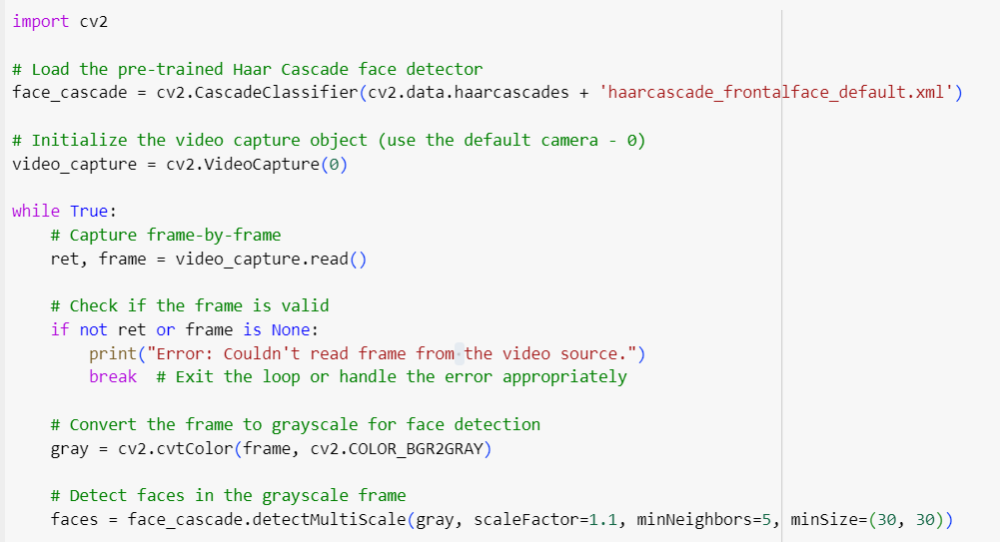 import cv2
# Load the pre-trained Haar Cascade face detector
face_cascade = cv2.CascadeClassifier(cv2.data.haarcascades + 'haarcascade_frontalface_default.xml')
# Initialize the video capture object (use the default camera - 0)
video_capture = cv2.VideoCapture(0)
while True:
    # Capture frame-by-frame
    ret, frame = video_capture.read()
    # Check if the frame is valid
    if not ret or frame is None:
        print("Error: Couldn't read frame from the video source.")
        break  # Exit the loop or handle the error appropriately
    # Convert the frame to grayscale for face detection
    gray = cv2.cvtColor(frame, cv2.COLOR_BGR2GRAY)
    # Detect faces in the grayscale frame
    faces = face_cascade.detectMultiScale(gray, scaleFactor=1.1, minNeighbors=5, minSize=(30, 30))